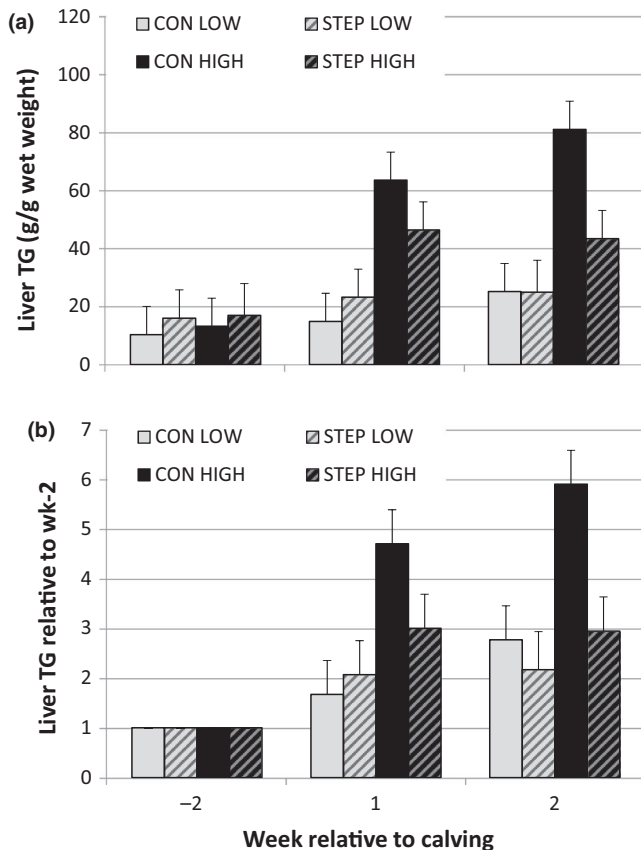 (a)
120
CON LOW STEP LOW
100
CON HIGH STEP HIGH
80
60
40
20
0
Liver TG (g/g wet weight)
(b)
7
CON LOW STEP LOW
6
CON HIGH STEP HIGH
5
4
3
2
1
0
Liver TG relative to wk-2
–2 1 2
Week relative to calving